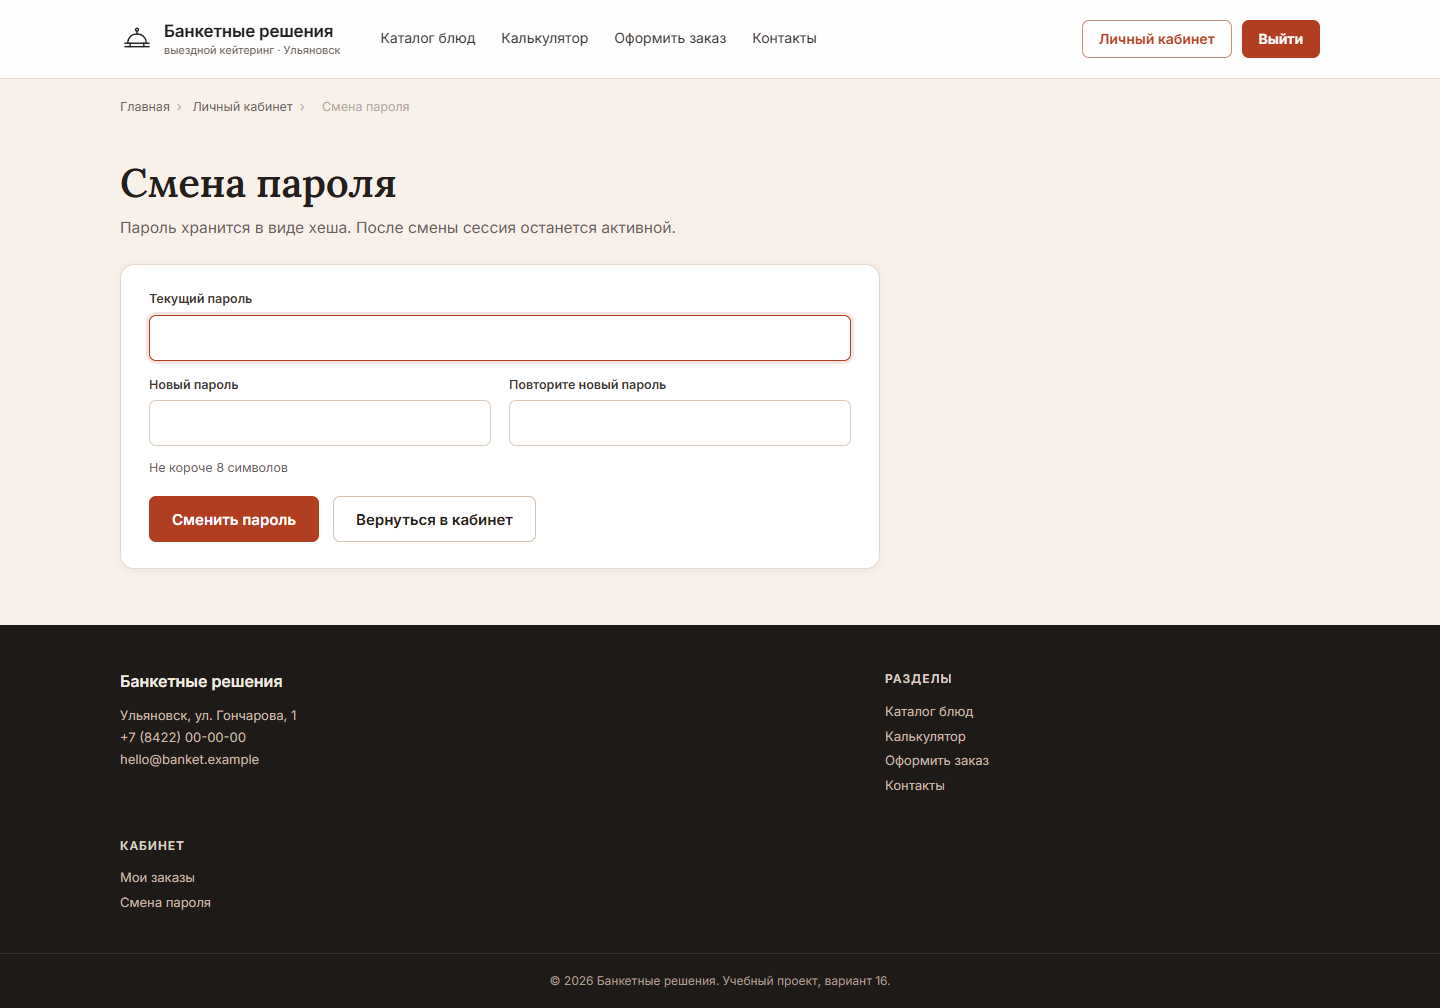 Банкетные решения
выездной кейтеринг · Ульяновск
Каталог блюд
Калькулятор
Оформить заказ
Контакты
Личный кабинет
Выйти
Главная › Личный кабинет › Смена пароля
Смена пароля
Пароль хранится в виде хеша. После смены сессия останется активной.
Текущий пароль
Новый пароль
Повторите новый пароль
Не короче 8 символов
Сменить пароль
Вернуться в кабинет
Банкетные решения
Ульяновск, ул. Гончарова, 1
+7 (8422) 00-00-00
hello@banket.example
РАЗДЕЛЫ
Каталог блюд
Калькулятор
Оформить заказ
Контакты
КАБИНЕТ
Мои заказы
Смена пароля
© 2026 Банкетные решения. Учебный проект, вариант 16.